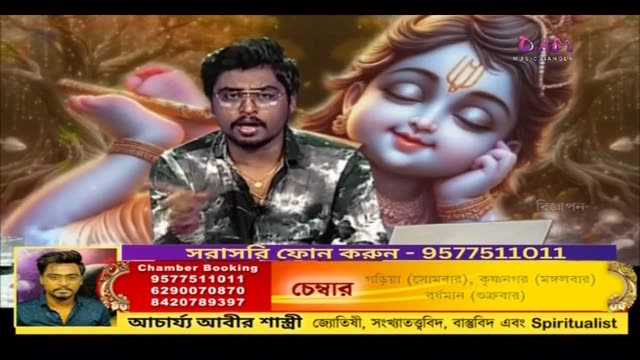 MUSIC BANGLA
বিজ্ঞাপন
সরাসরি ফোন করুন - 9577511011
Chamber Booking
9577511011
6290070870
8420789397
চেম্বার
গড়িয়া (সোমবার), কৃষ্ণনগর (মঙ্গলবার)
বর্ধমান (শুক্রবার)
আচার্য্য আবীর শাস্ত্রী জ্যোতিষী, সংখ্যাতত্ত্ববিদ, বাস্তুবিদ এবং Spiritualist